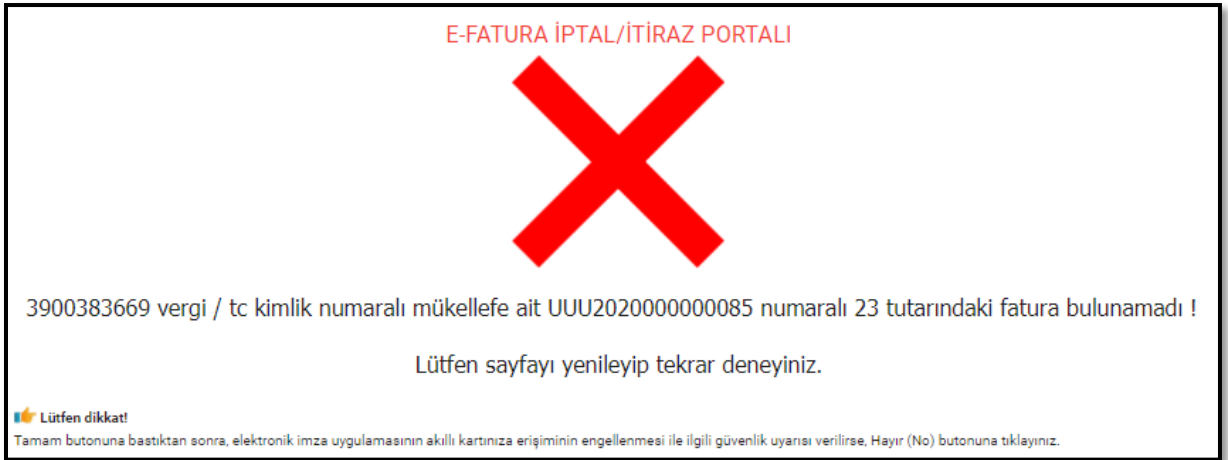 E-FATURA İPTAL/İTİRAZ PORTALI
3900383669 vergi / tc kimlik numaralı mükellefe ait UUU2020000000085 numaralı 23 tutarındaki fatura bulunamadı !
Lütfen sayfayı yenileyip tekrar deneyiniz.
Lütfen dikkat!
Tamam butonuna bastıktan sonra, elektronik imza uygulamasının akıllı kartınıza erişiminin engellenmesi ile ilgili güvenlik uyarısı verilirse, Hayır (No) butonuna tıklayınız.